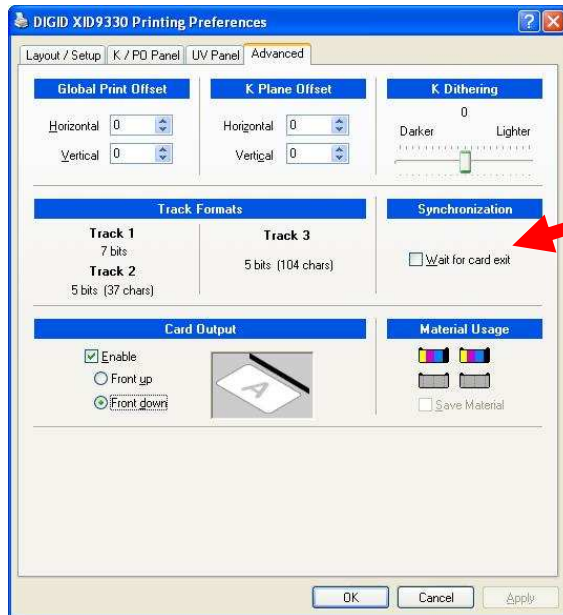 DIGID XID9330 Printing Preferences
Layout / Setup K / PO Panel UV Panel Advanced
Global Print Offset K Plane Offset K Dithering
0
Horizontal 0 Horizontal 0 Darker Lighter
Vertical 0 Vertical 0
Track Formats Synchronization
Track 1 Track 3
7 bits
5 bits (104 chars) Wait for card exit
Track 2
5 bits (37 chars)
Card Output Material Usage
Enable
Front up
A
Front down Save Material
OK Cancel Apply